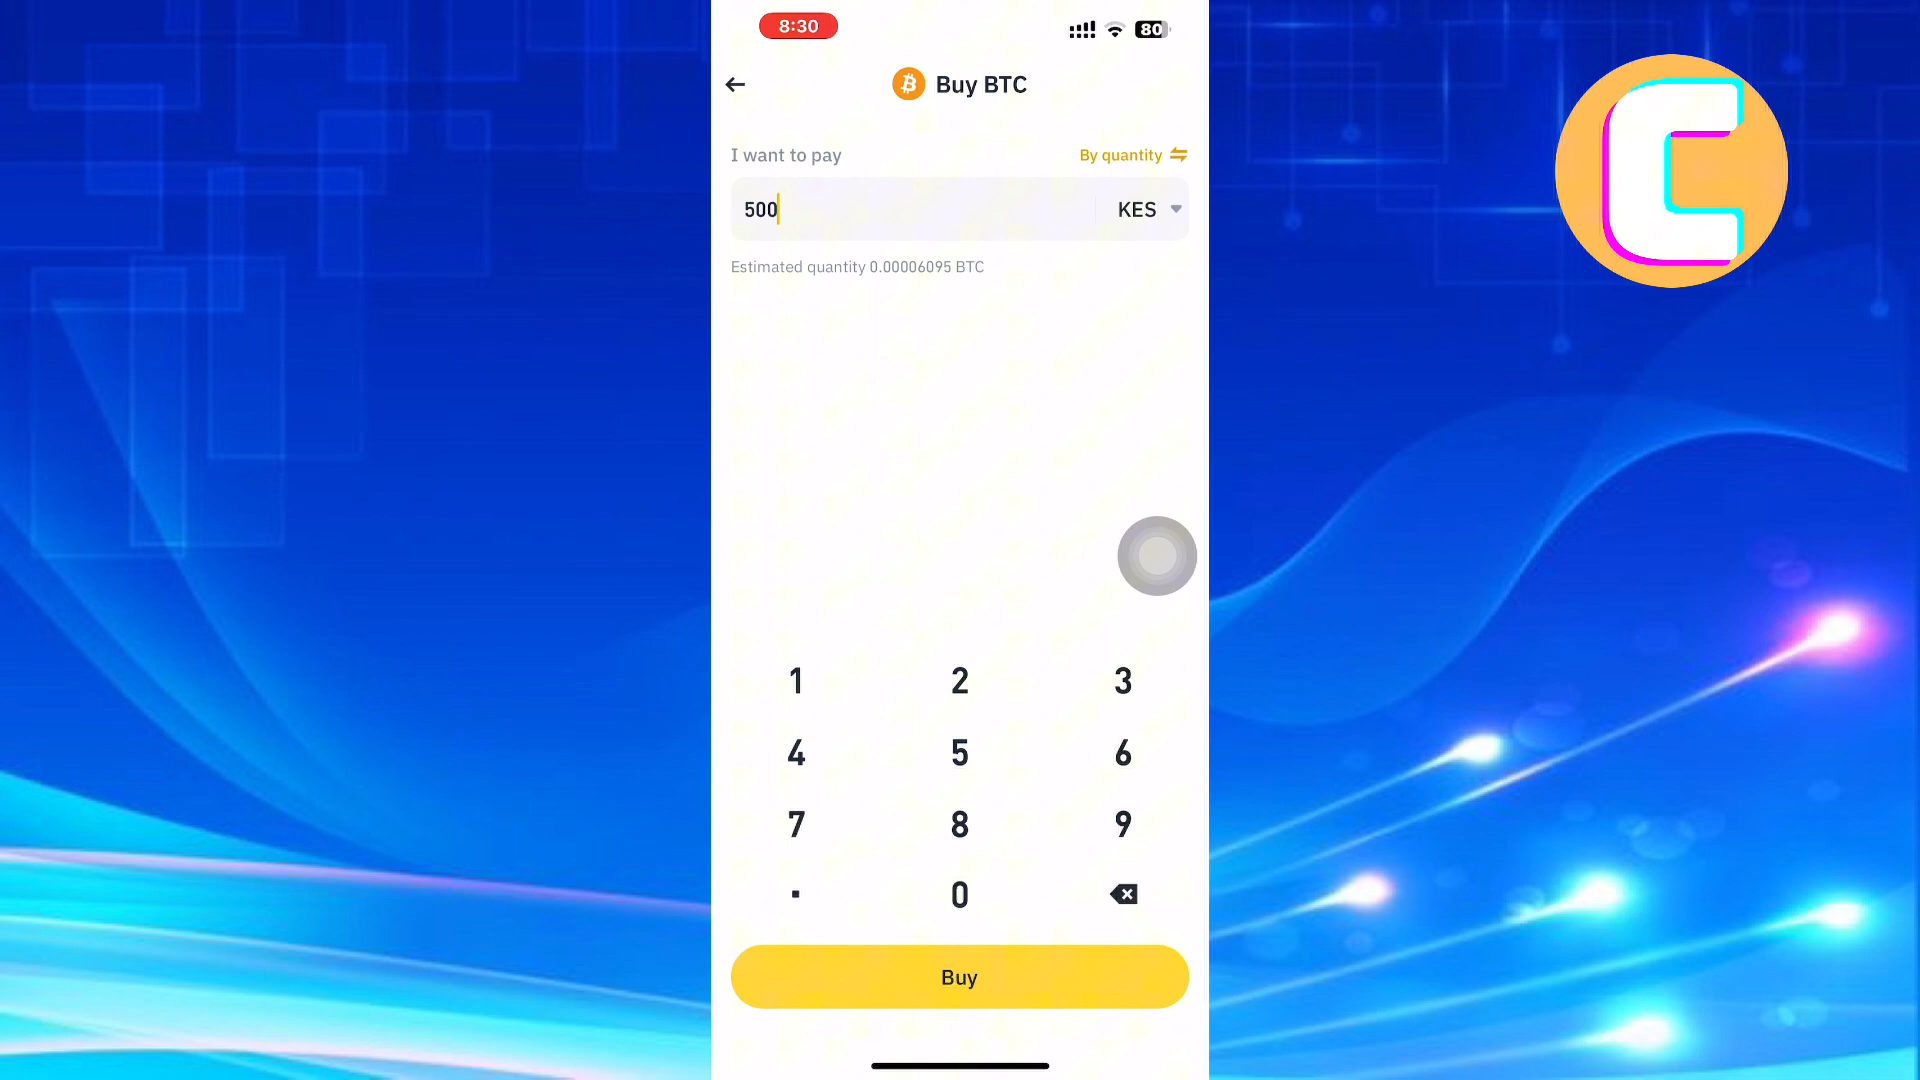 8:30
80
Buy BTC
I want to pay
By quantity
500
KES
Estimated quantity 0.00006095 BTC
1 2 3
4 5 6
7 8 9
. 0
Buy
C